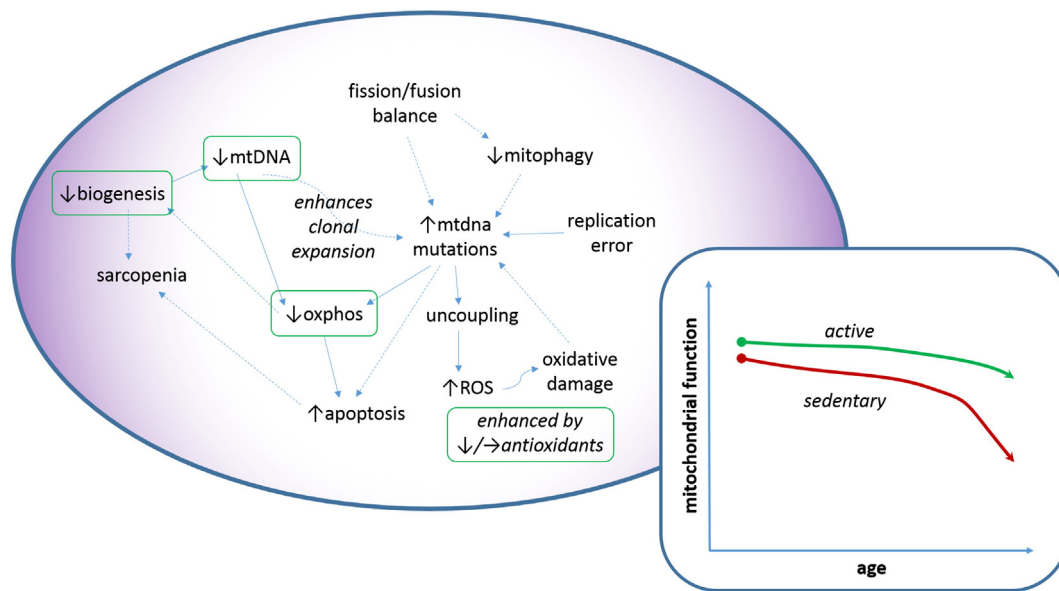 fission/fusion
balance
↓mtDNA
↓mitophagy
↓biogenesis
enhances
clonal
expansion
↑mtdna
mutations
replication
error
sarcopenia
↓oxphos
uncoupling
oxidative
damage
↑ROS
↑apoptosis
enhanced by
↓/→antioxidants
mitochondrial function
active
sedentary
age